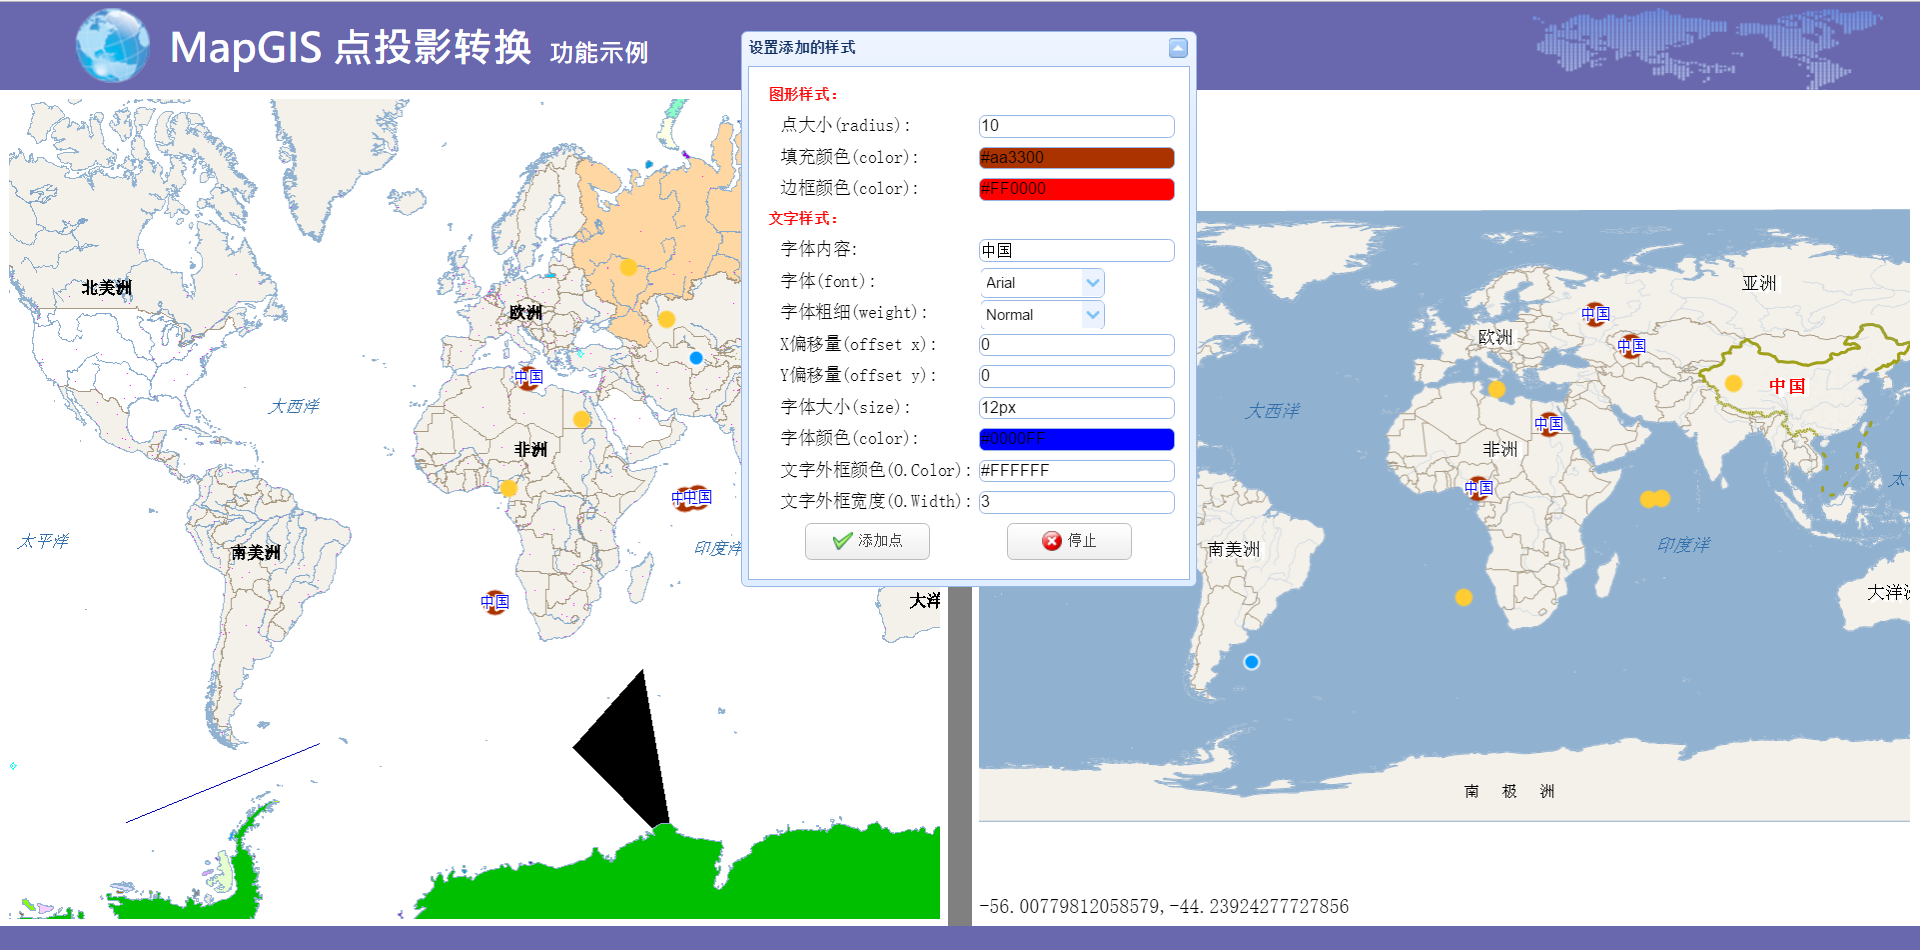 MapGIS 点投影转换 功能示例
设置添加的样式
图形样式：
点大小(radius): 10
填充颜色(color): #aa3300
边框颜色(color): #FF0000
文字样式：
字体内容: 中国
字体(font): Arial
字体粗细(weight): Normal
X偏移量(offset x): 0
Y偏移量(offset y): 0
字体大小(size): 12px
字体颜色(color): #0000FF
文字外框颜色(O.Color): #FFFFFF
文字外框宽度(O.Width): 3
添加点 停止
北美洲
欧洲
中国
大西洋
非洲
中国
太平洋
南美洲
印度洋
中国
大洋
亚洲
中国
欧洲
中国
中国
大西洋
中国
非洲
中国
太
南美洲
印度洋
大洋洲
南 极 洲
-56.00779812058579,-44.23924277727856